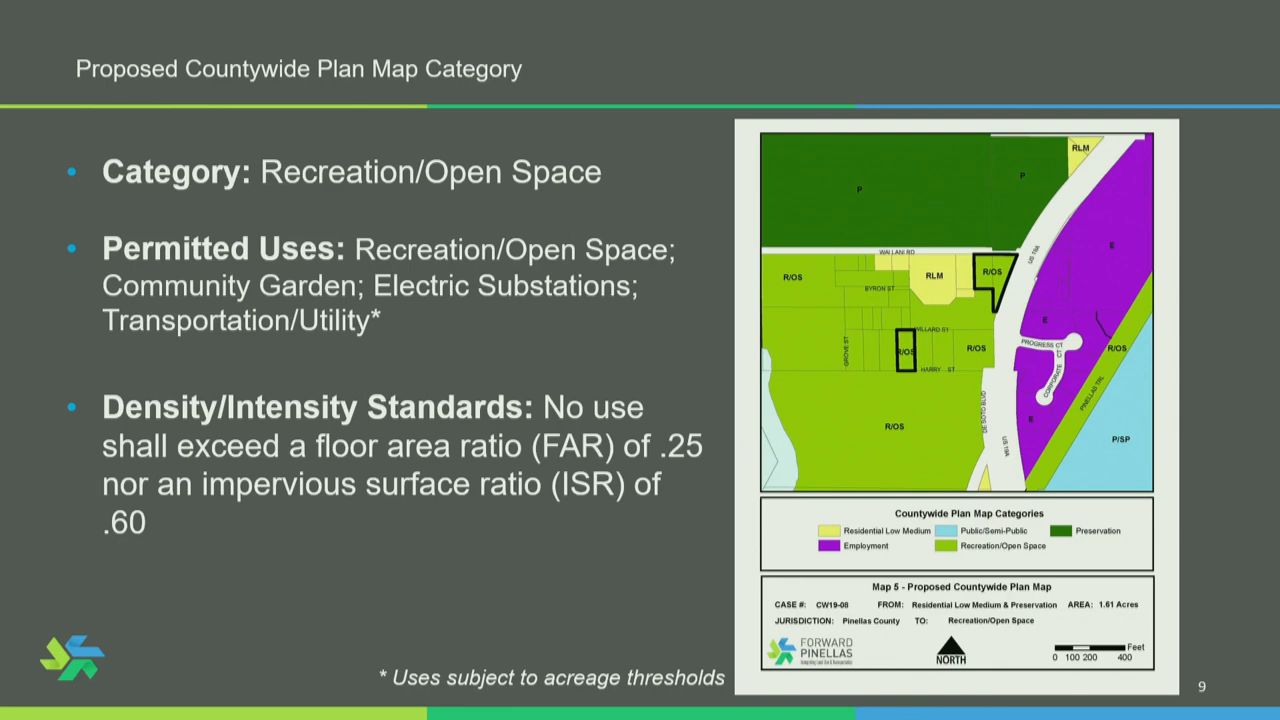 Proposed Countywide Plan Map Category
• Category: Recreation/Open Space
• Permitted Uses: Recreation/Open Space;
Community Garden; Electric Substations;
Transportation/Utility*
• Density/Intensity Standards: No use
shall exceed a floor area ratio (FAR) of .25
nor an impervious surface ratio (ISR) of
.60
* Uses subject to acreage thresholds
RLM
P
P
US 19A
E
WAI LANI RD
R/OS
RLM
R/OS
BYRON ST
E
WILLARD ST
GROVE ST
R/OS
R/OS
HARRY ST
PROGRESS CT
CORPORATE CT
R/OS
PINELLAS TRL
DE SOTO BLVD
E
R/OS
US 19A
P/SP
Countywide Plan Map Categories
Residential Low Medium Public/Semi-Public Preservation
Employment Recreation/Open Space
Map 5 - Proposed Countywide Plan Map
CASE #: CW19-08 FROM: Residential Low Medium & Preservation AREA: 1.61 Acres
JURISDICTION: Pinellas County TO: Recreation/Open Space
FORWARD
PINELLAS
Integrating Land Use & Transportation
NORTH
Feet
0 100 200 400
9